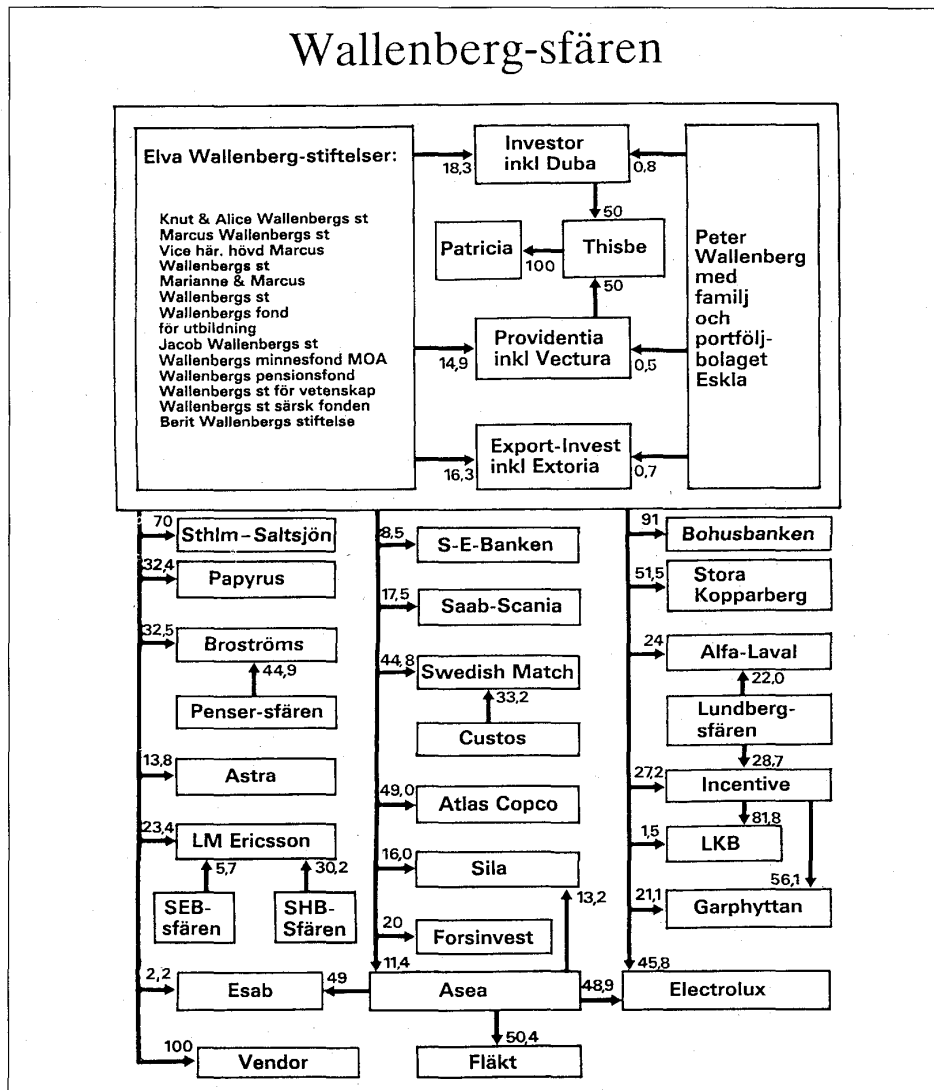 Wallenberg-sfären
Elva Wallenberg-stiftelser:
Knut & Alice Wallenbergs st
Marcus Wallenbergs st
Vice här. hövd Marcus
Wallenbergs st
Marianne & Marcus
Wallenbergs st
Wallenbergs fond
för utbildning
Jacob Wallenbergs st
Wallenbergs minnesfond MOA
Wallenbergs pensionsfond
Wallenbergs st för vetenskap
Wallenbergs st särsk fonden
Berit Wallenbergs stiftelse
18,3
Investor
inkl Duba
0,8
50
Patricia
100
Thisbe
50
14,9
Providentia
inkl Vectura
0,5
16,3
Export-Invest
inkl Extoria
0,7
Peter
Wallenberg
med
familj
och
portfölj-
bolaget
Eskla
70
Sthlm–Saltsjön
32,4
Papyrus
32,5
Broströms
44,9
Penser-sfären
13,8
Astra
23,4
LM Ericsson
5,7
30,2
SEB-
sfären
SHB-
Sfären
2,2
Esab
49
100
Vendor
8,5
S-E-Banken
17,5
Saab-Scania
44,8
Swedish Match
33,2
Custos
49,0
Atlas Copco
16,0
Sila
13,2
20
Forsinvest
11,4
Asea
48,9
50,4
Fläkt
91
Bohusbanken
51,5
Stora
Kopparberg
24
Alfa-Laval
22,0
Lundberg-
sfären
28,7
27,2
Incentive
81,8
1,5
LKB
56,1
21,1
Garphyttan
45,8
Electrolux